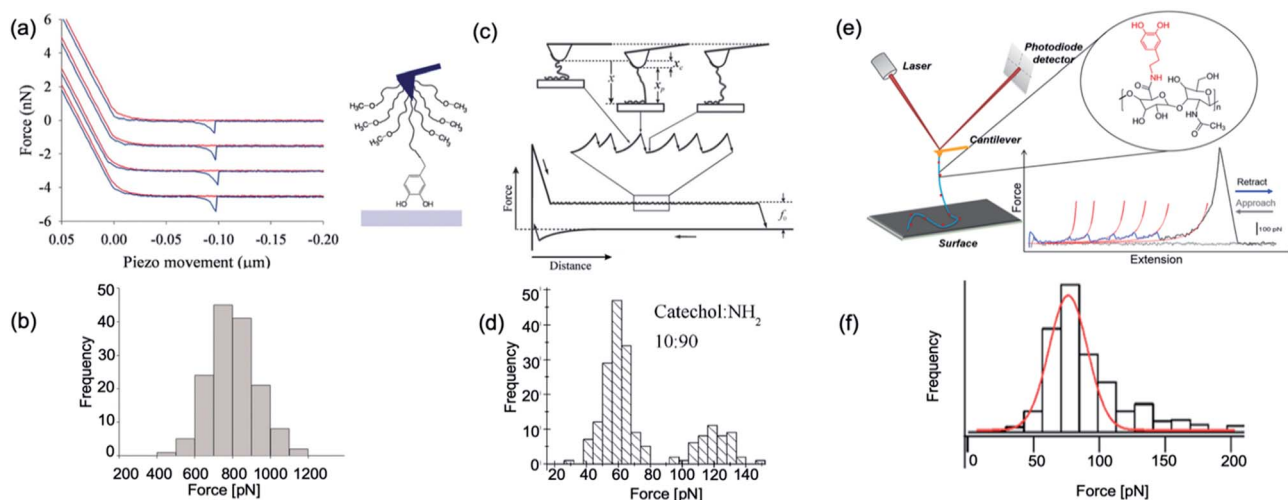 (a)
6
4
2
0
-2
-4
-6
Force (nN)
0.05 0.00 -0.05 -0.10 -0.15 -0.20
Piezo movement (μm)
OH OH
(b)
50
40
30
20
10
0
Frequency
200 400 600 800 1000 1200
Force [pN]
(c)
x
x_c
x_p
Force
f_0
Distance
(d)
Catechol:NH2
10:90
50
40
30
20
10
0
Frequency
20 40 60 80 100 120 140
Force [pN]
(e)
Laser
Photodiode
detector
Cantilever
Surface
HO OH
NH
O
OH
HO OH
HO
NH
O CH3
n
Force
Retract
Approach
100 pN
Extension
(f)
Frequency
0 50 100 150 200
Force [pN]